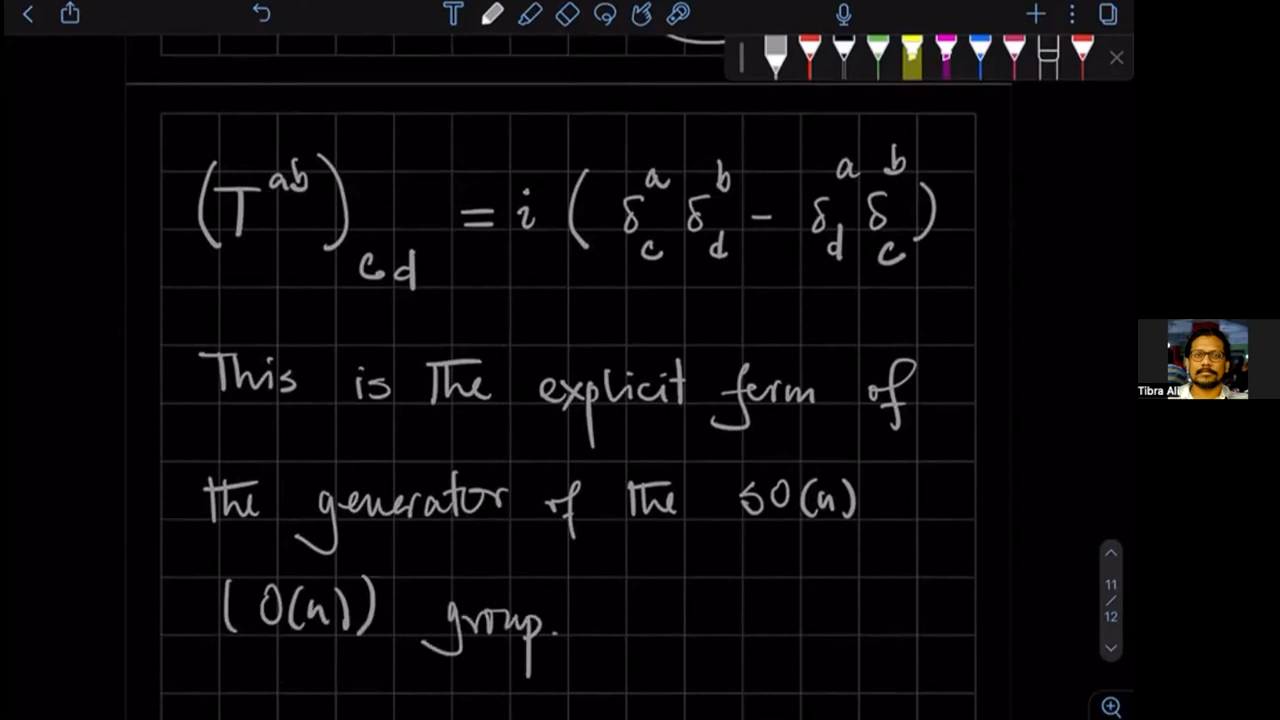 (T^{ab})_{cd} = i ( δ^a_c δ^b_d - δ^a_d δ^b_c )
This is the explicit form of
the generator of the SO(n)
( O(n) ) group.
11
/
12
Tibra Ali